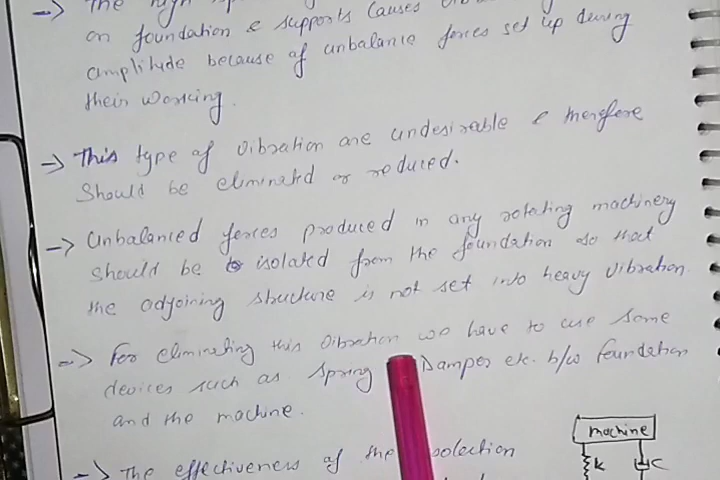 -> The high
on foundation & supports causes
amplitude because of unbalance forces set up during
their working.
-> This type of vibration are undesirable & therefore
should be eliminated or reduced.
-> Unbalanced forces produced in any rotating machinery
should be isolated from the foundation so that
the adjoining structure is not set into heavy vibration.
-> For eliminating this vibration we have to use some
devices such as spring Damper etc. b/w foundation
and the machine.
-> The effectiveness of the
machine
k
C